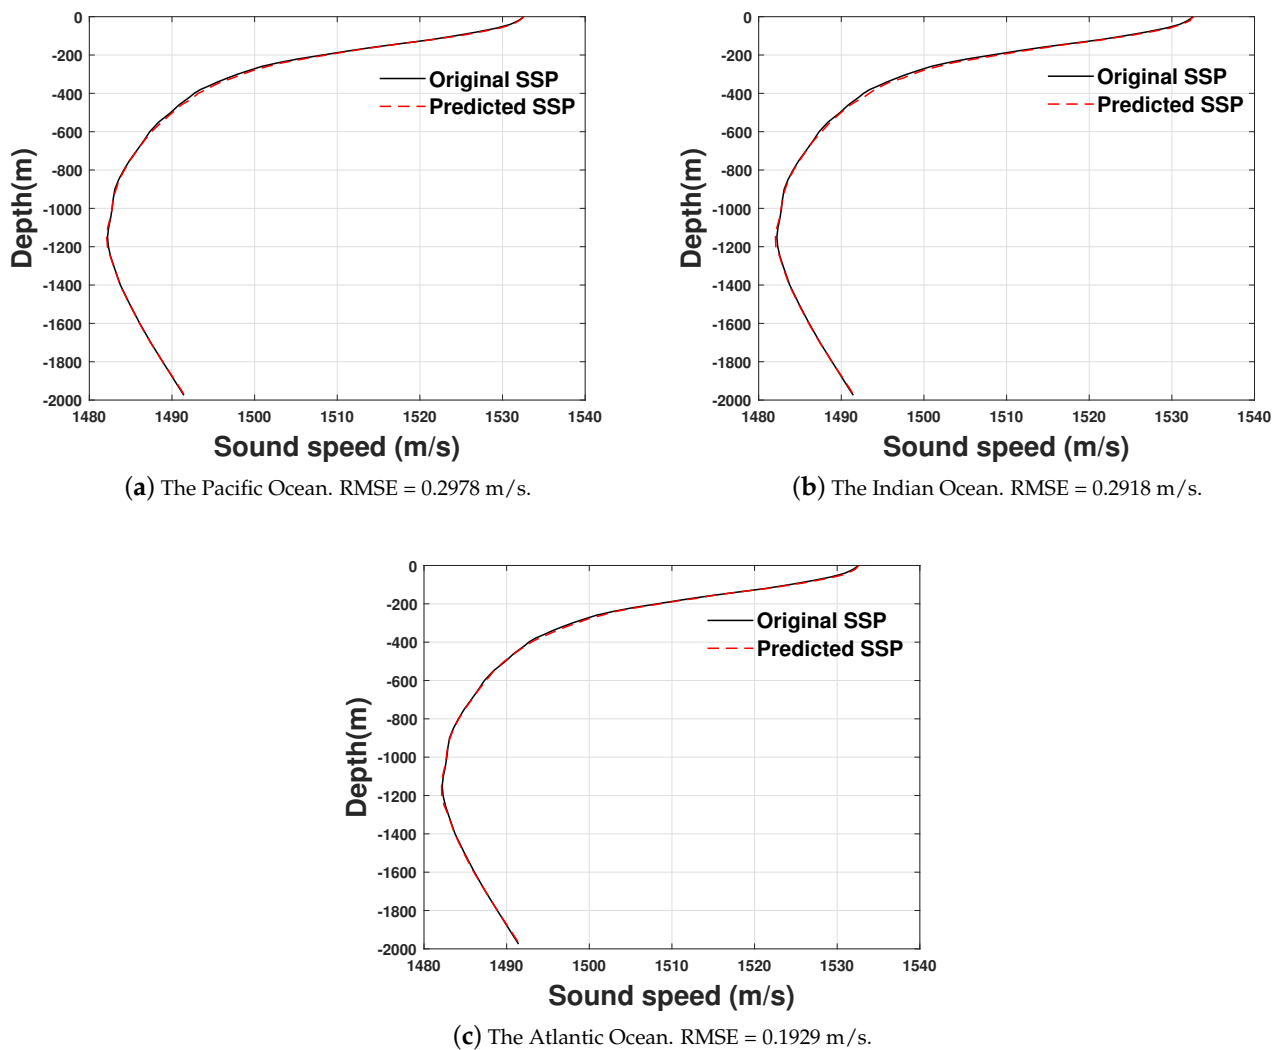 0
-200
-400
-600
-800
-1000
-1200
-1400
-1600
-1800
-2000
Depth(m)
Original SSP
Predicted SSP
1480 1490 1500 1510 1520 1530 1540
Sound speed (m/s)
(a) The Pacific Ocean. RMSE = 0.2978 m/s.
0
-200
-400
-600
-800
-1000
-1200
-1400
-1600
-1800
-2000
Depth(m)
Original SSP
Predicted SSP
1480 1490 1500 1510 1520 1530 1540
Sound speed (m/s)
(b) The Indian Ocean. RMSE = 0.2918 m/s.
0
-200
-400
-600
-800
-1000
-1200
-1400
-1600
-1800
-2000
Depth(m)
Original SSP
Predicted SSP
1480 1490 1500 1510 1520 1530 1540
Sound speed (m/s)
(c) The Atlantic Ocean. RMSE = 0.1929 m/s.